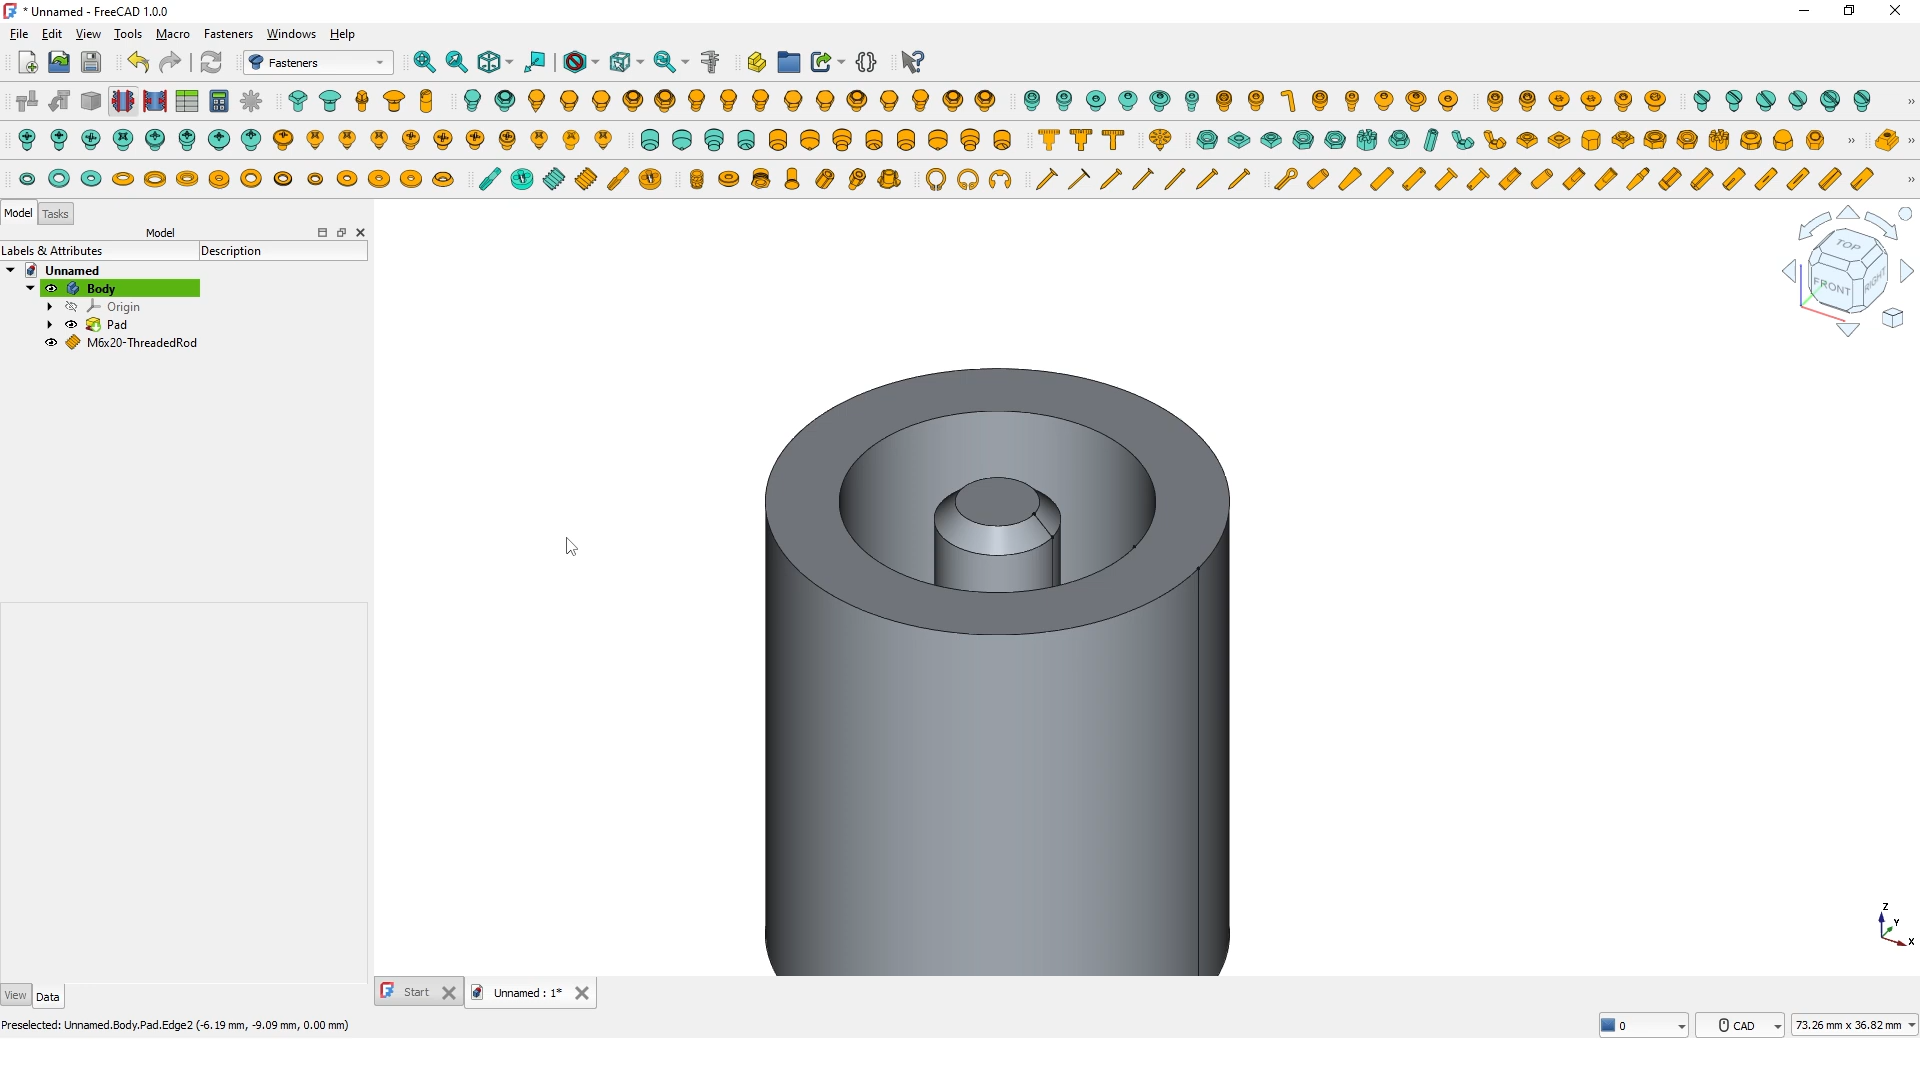 * Unnamed - FreeCAD 1.0.0
File Edit View Tools Macro Fasteners Windows Help
Fasteners
Model Tasks
Model
Labels & Attributes Description
Unnamed
Body
Origin
Pad
M6x20-ThreadedRod
TOP
FRONT
RIGHT
Z
Y
X
View Data
Start
Unnamed : 1*
Preselected: Unnamed.Body.Pad.Edge2 (-6.19 mm, -9.09 mm, 0.00 mm)
0
CAD
73.26 mm x 36.82 mm